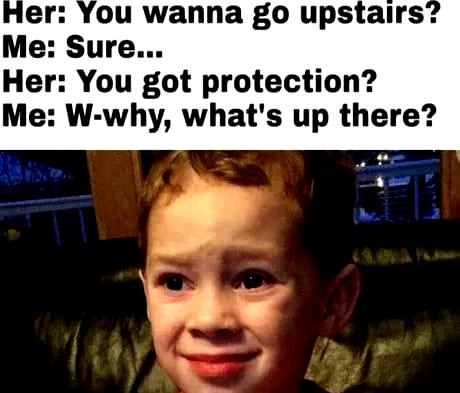 Her: You wanna go upstairs?
Me: Sure...
Her: You got protection?
Me: W-why, what's up there?